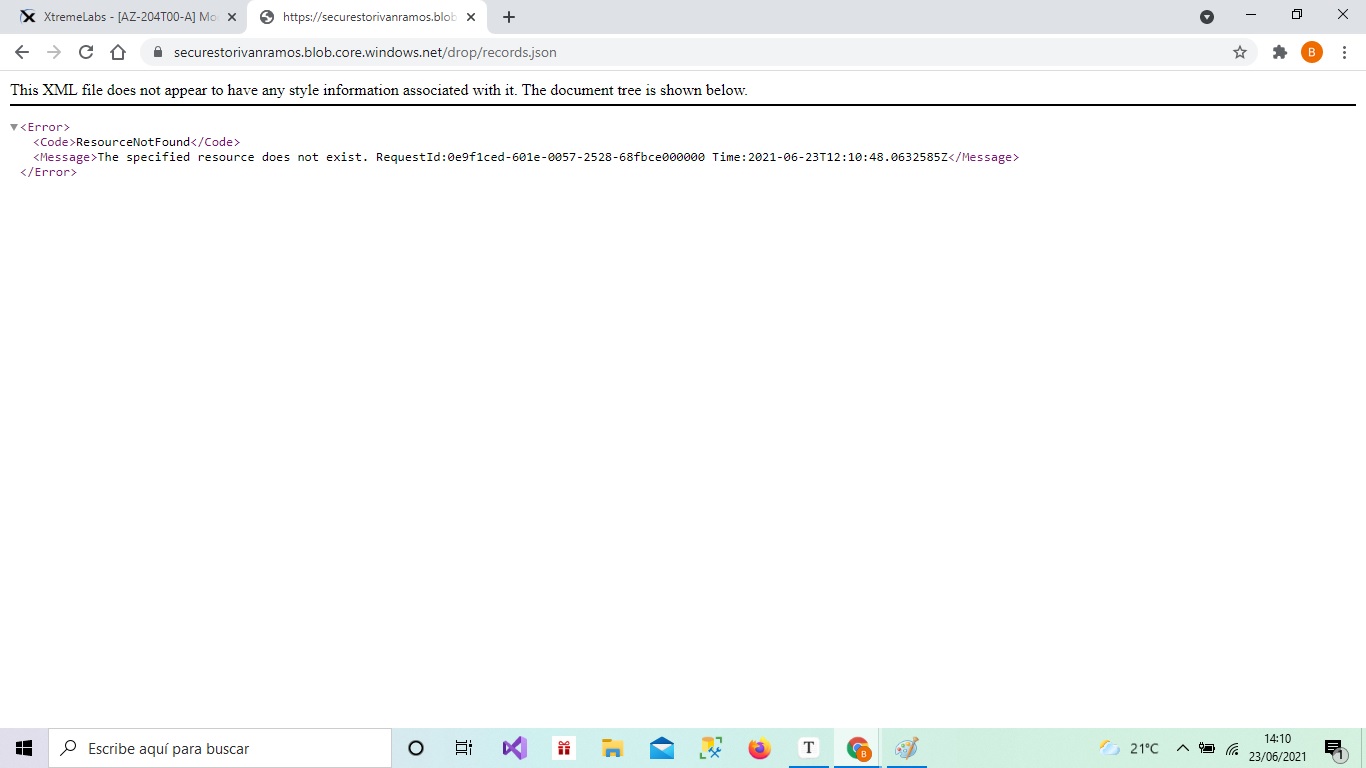 XtremeLabs - [AZ-204T00-A] Mo
https://securestorivanramos.blob
securestorivanramos.blob.core.windows.net/drop/records.json
B
This XML file does not appear to have any style information associated with it. The document tree is shown below.
<Error>
<Code>ResourceNotFound</Code>
<Message>The specified resource does not exist. RequestId:0e9f1ced-601e-0057-2528-68fbce000000 Time:2021-06-23T12:10:48.0632585Z</Message>
</Error>
Escribe aquí para buscar
T
B
21°C
14:10
23/06/2021
1